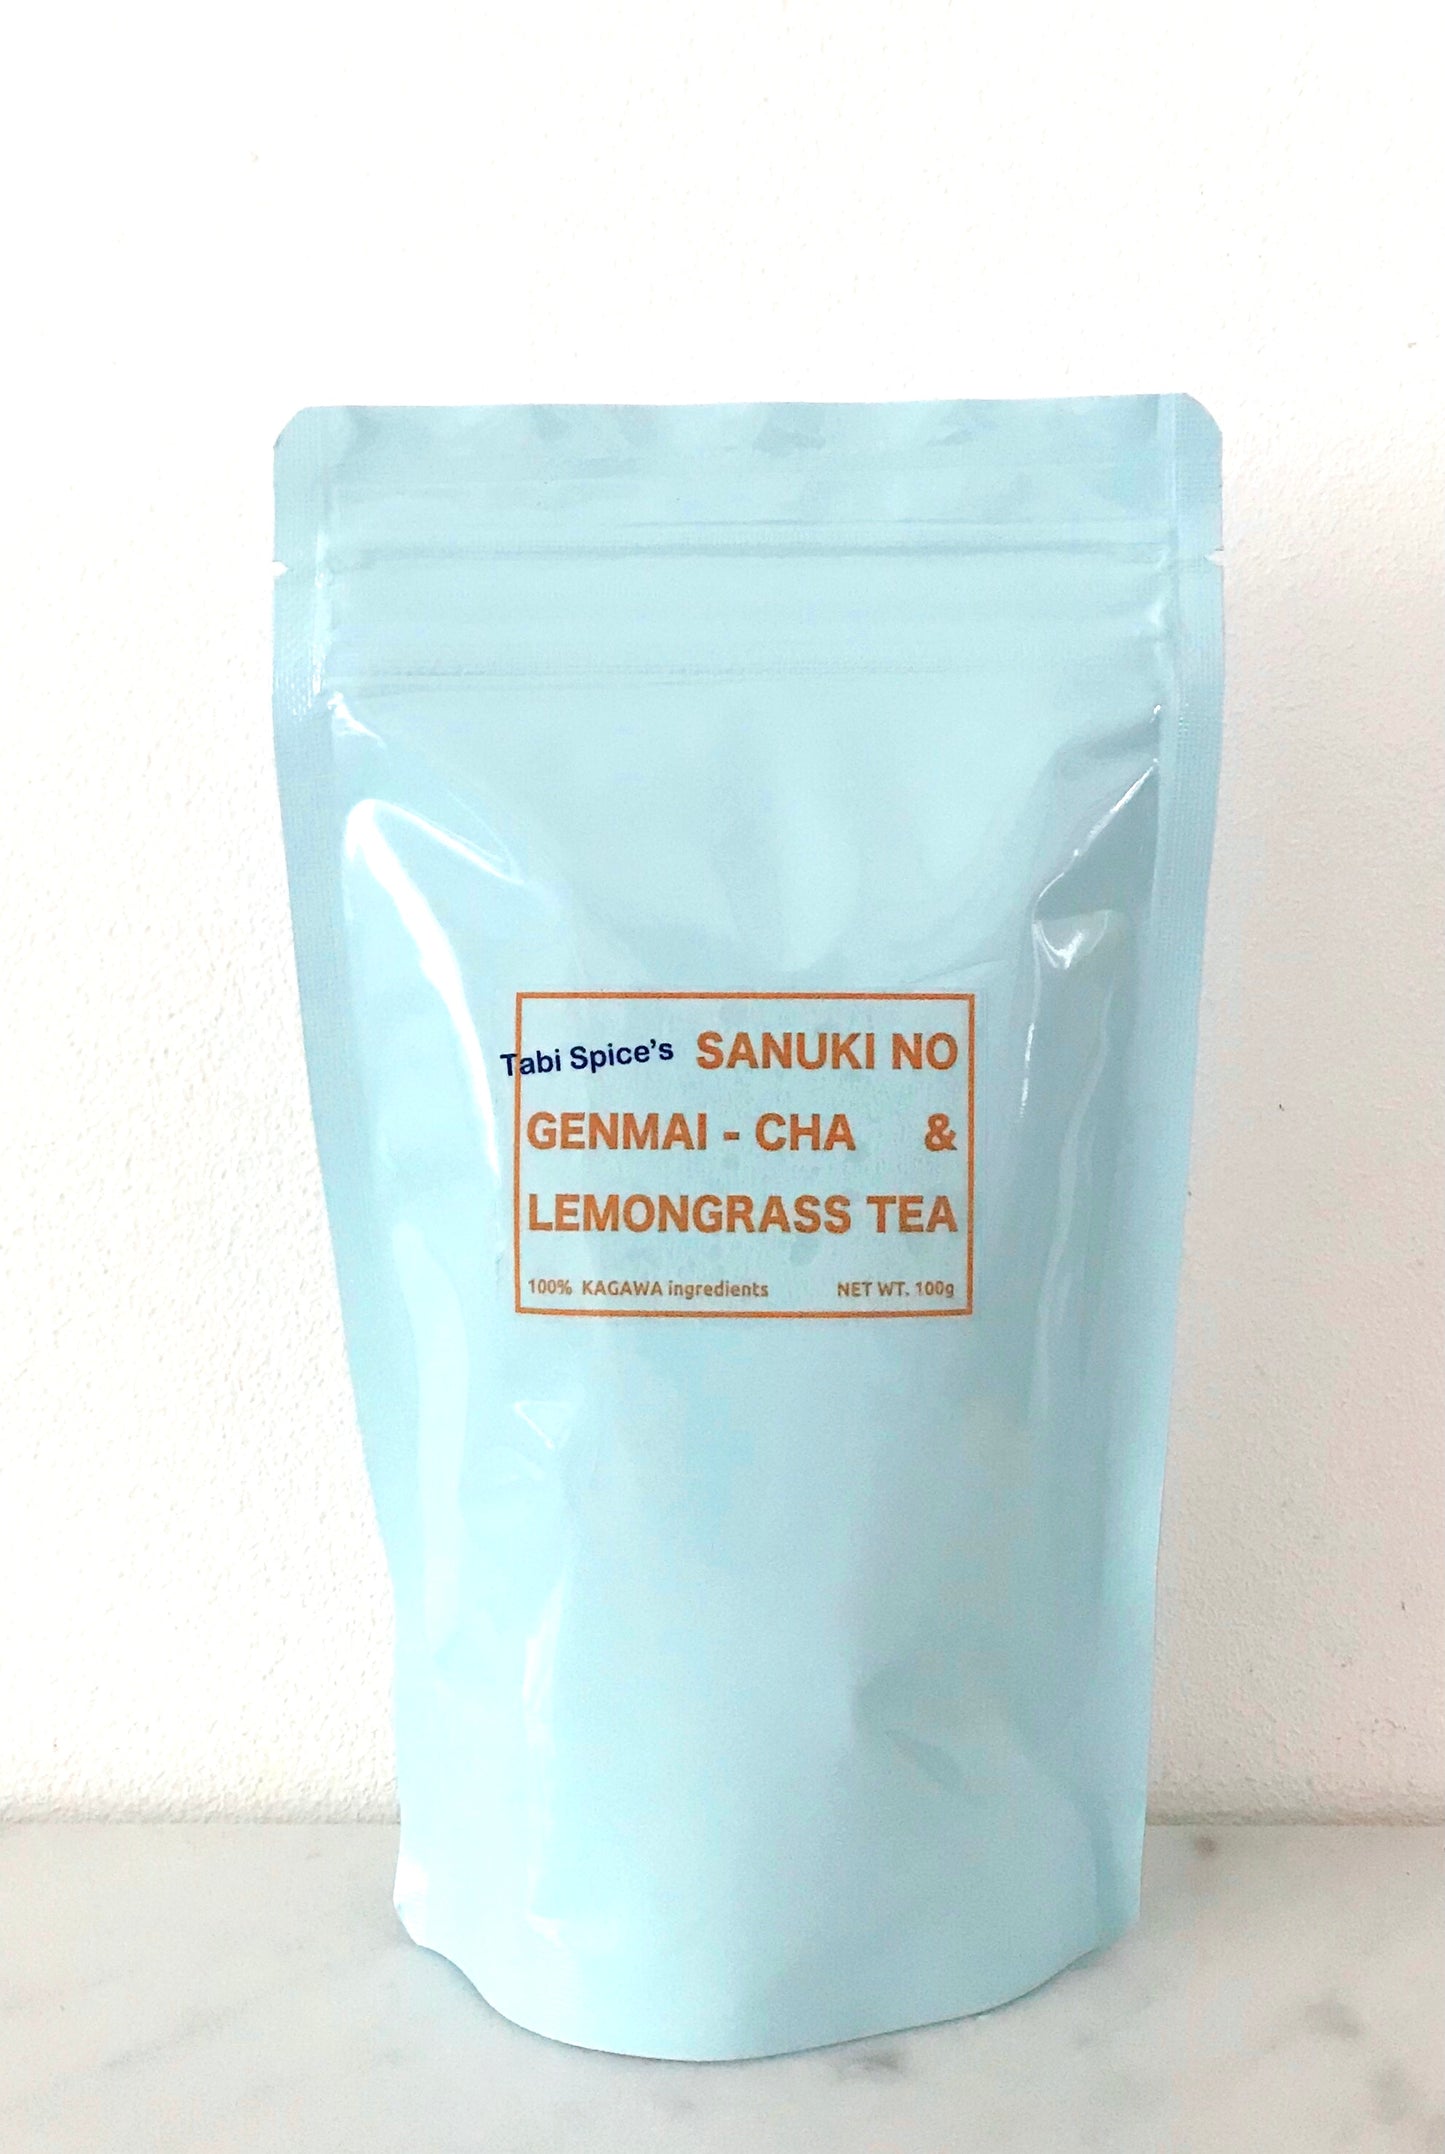 Tabi Spice's SANUKI NO
GENMAI - CHA &
LEMONGRASS TEA
100% KAGAWA ingredients NET WT. 100g